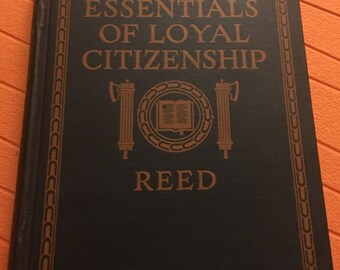 ESSENTIALS
OF LOYAL
CITIZENSHIP
REED